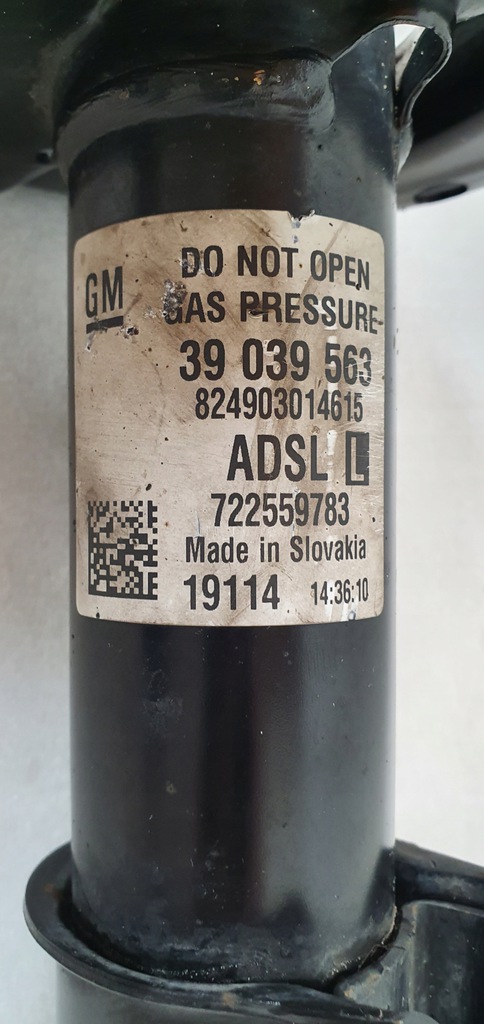 GM
DO NOT OPEN
GAS PRESSURE
39 039 563
824903014615
ADSL L
722559783
Made in Slovakia
19114 14:36:10